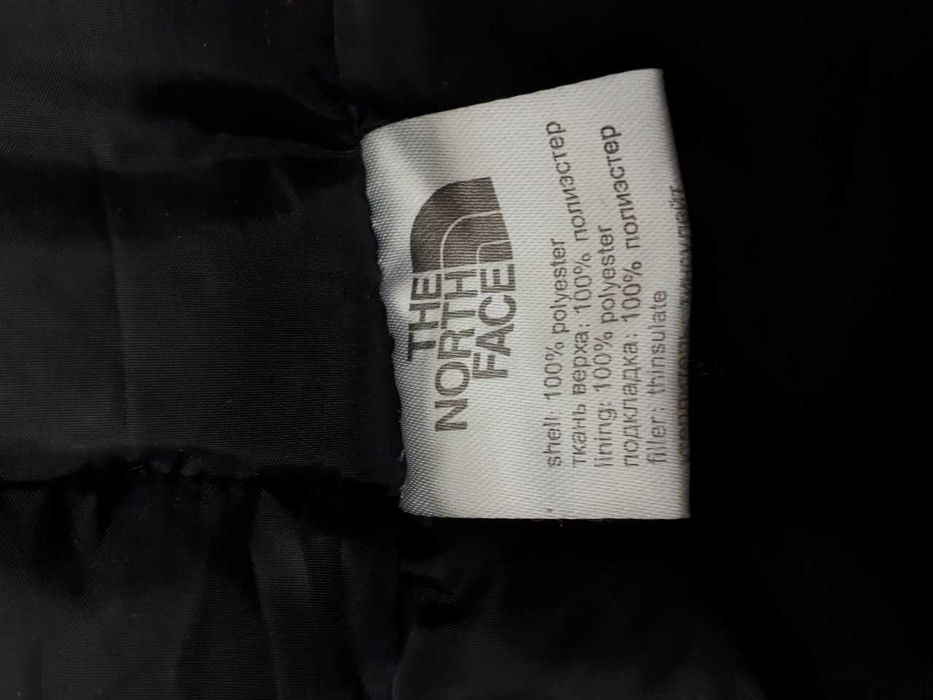 THE
NORTH
FACE
shell: 100% polyester
ткань верха: 100% полиэстер
lining: 100% polyester
подкладка: 100% полиэстер
filler: thinsulate